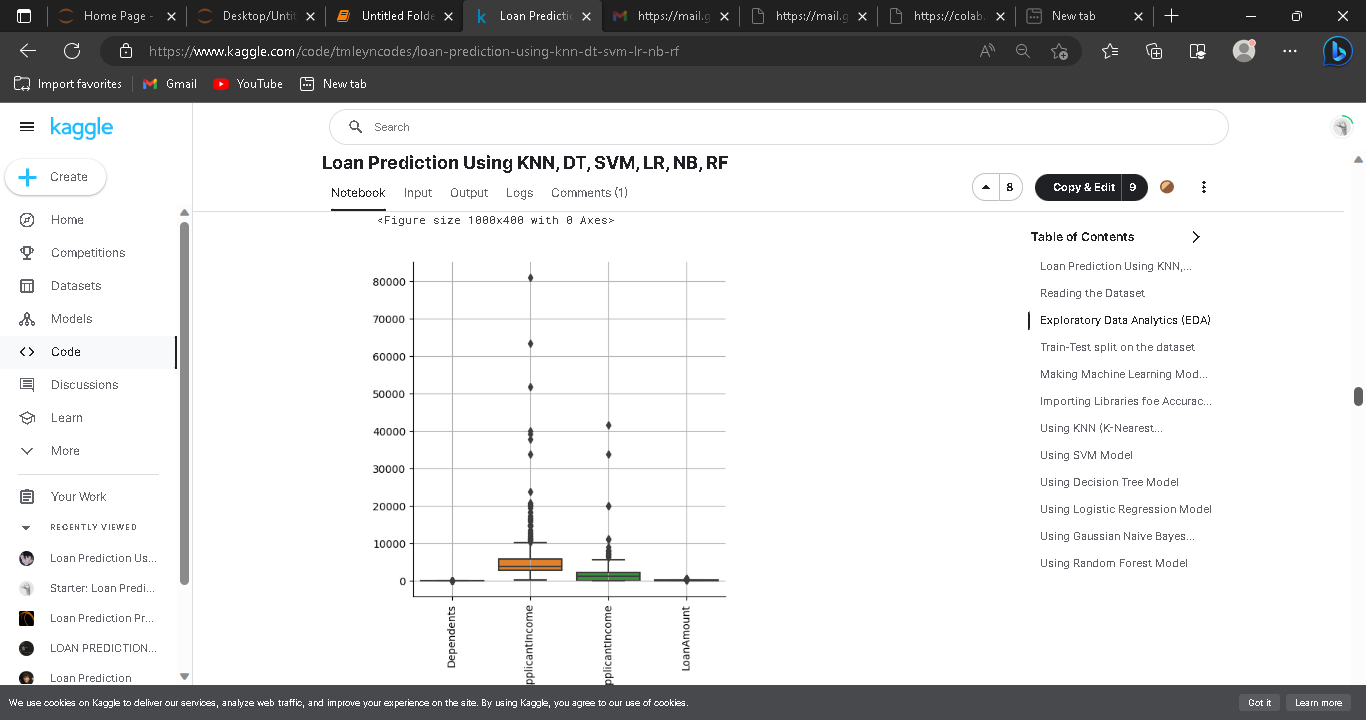 Home Page -
Desktop/Unti
Untitled Folde
Loan Predictic
https://mail.g
https://mail.g
https://colab.
New tab
https://www.kaggle.com/code/tmleyncodes/loan-prediction-using-knn-dt-svm-lr-nb-rf
Import favorites
Gmail
YouTube
New tab
kaggle
Search
Create
Home
Competitions
Datasets
Models
Code
Discussions
Learn
More
Your Work
RECENTLY VIEWED
Loan Prediction Us...
Starter: Loan Predi...
Loan Prediction Pr...
LOAN PREDICTION...
Loan Prediction
Loan Prediction Using KNN, DT, SVM, LR, NB, RF
Notebook
Input
Output
Logs
Comments (1)
8
Copy & Edit
9
<Figure size 1000x400 with 0 Axes>
80000
70000
60000
50000
40000
30000
20000
10000
0
Dependents
pplicantIncome
pplicantIncome
LoanAmount
Table of Contents
Loan Prediction Using KNN,...
Reading the Dataset
Exploratory Data Analytics (EDA)
Train-Test split on the dataset
Making Machine Learning Mod...
Importing Libraries foe Accurac...
Using KNN (K-Nearest...
Using SVM Model
Using Decision Tree Model
Using Logistic Regression Model
Using Gaussian Naive Bayes...
Using Random Forest Model
We use cookies on Kaggle to deliver our services, analyze web traffic, and improve your experience on the site. By using Kaggle, you agree to our use of cookies.
Got it
Learn more